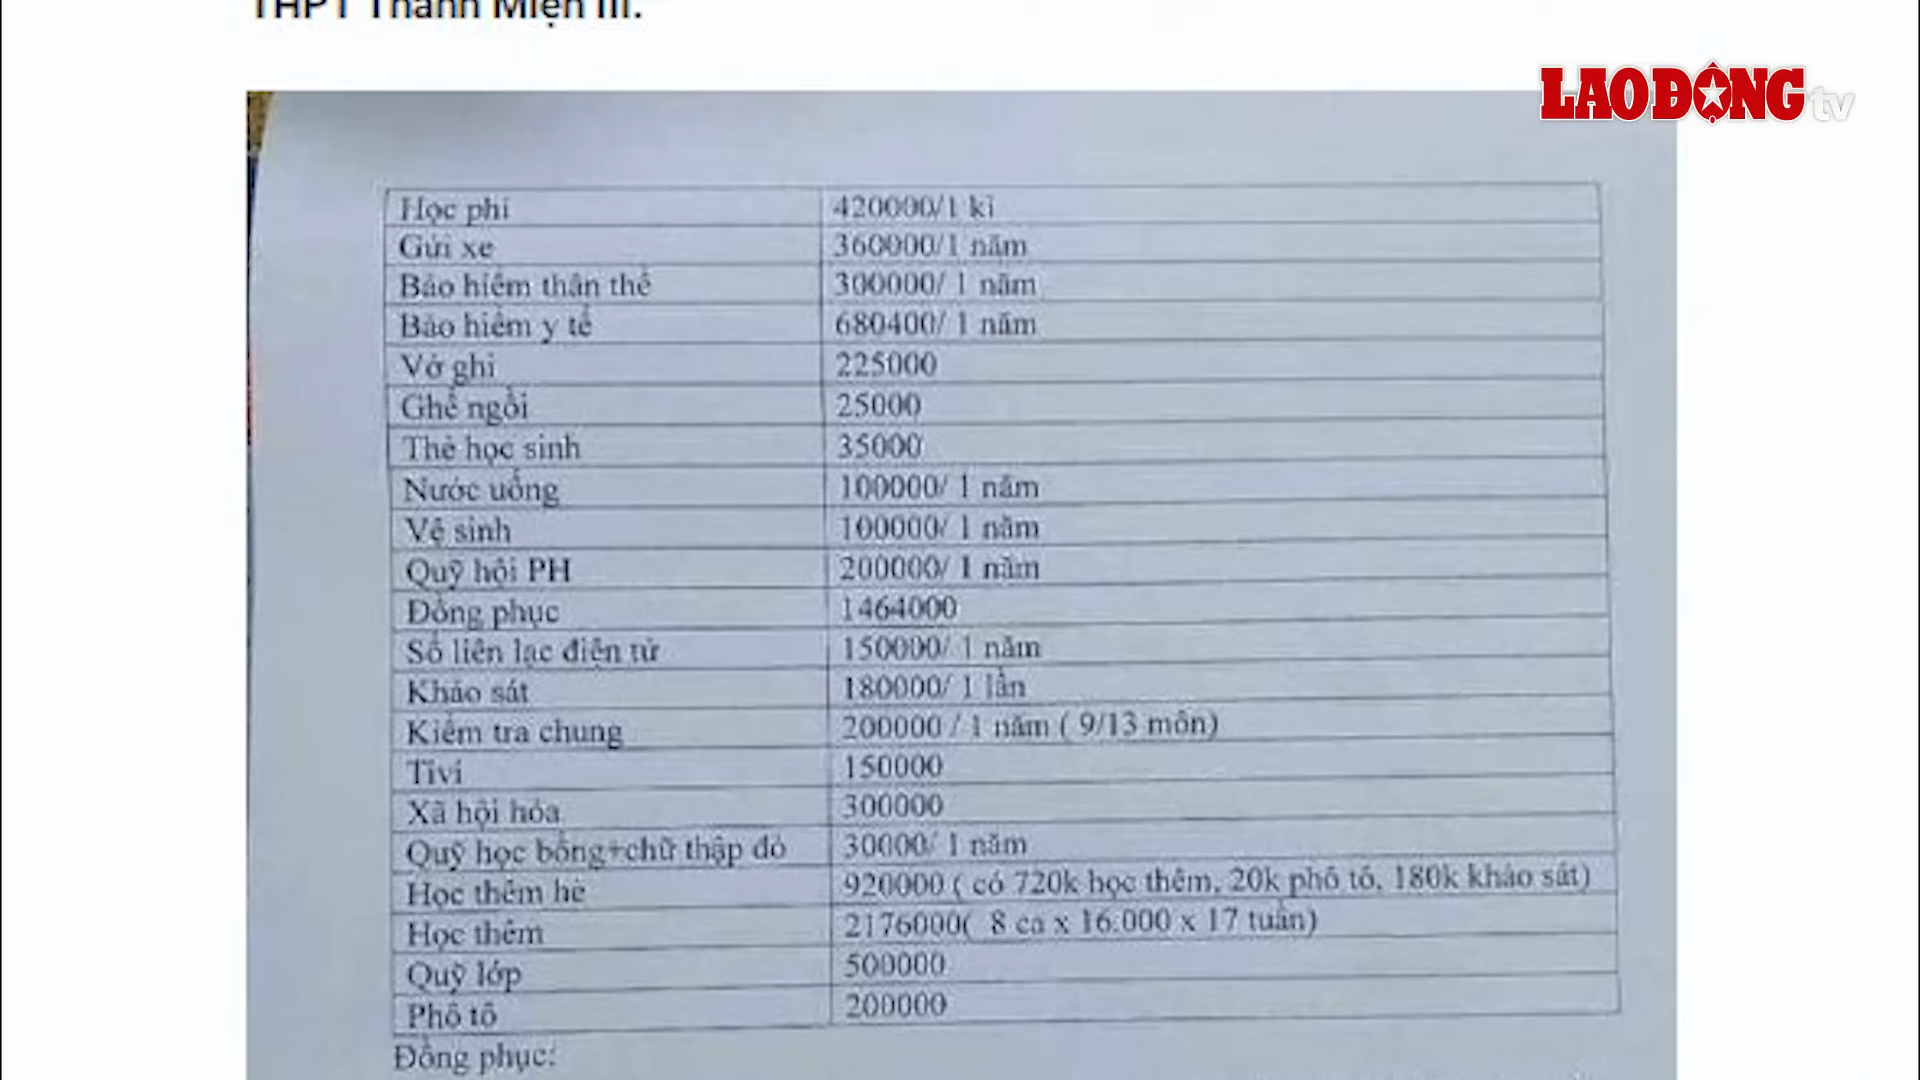 THPT Thanh Miện III.
LAO ĐỘNG tv
Học phí 420000/1 kì
Gửi xe 360000/1 năm
Bảo hiểm thân thể 300000/ 1 năm
Bảo hiểm y tế 680400/ 1 năm
Vở ghi 225000
Ghế ngồi 25000
Thẻ học sinh 35000
Nước uống 100000/ 1 năm
Vệ sinh 100000/ 1 năm
Quỹ hội PH 200000/ 1 năm
Đồng phục 1464000
Sổ liên lạc điện tử 150000/ 1 năm
Khảo sát 180000/ 1 lần
Kiểm tra chung 200000 / 1 năm ( 9/13 môn)
Tivi 150000
Xã hội hóa 300000
Quỹ học bổng+chữ thập đỏ 30000/ 1 năm
Học thêm hè 920000 ( có 720k học thêm, 20k phô tô, 180k khảo sát)
Học thêm 2176000( 8 ca x 16.000 x 17 tuần)
Quỹ lớp 500000
Phô tô 200000
Đồng phục: